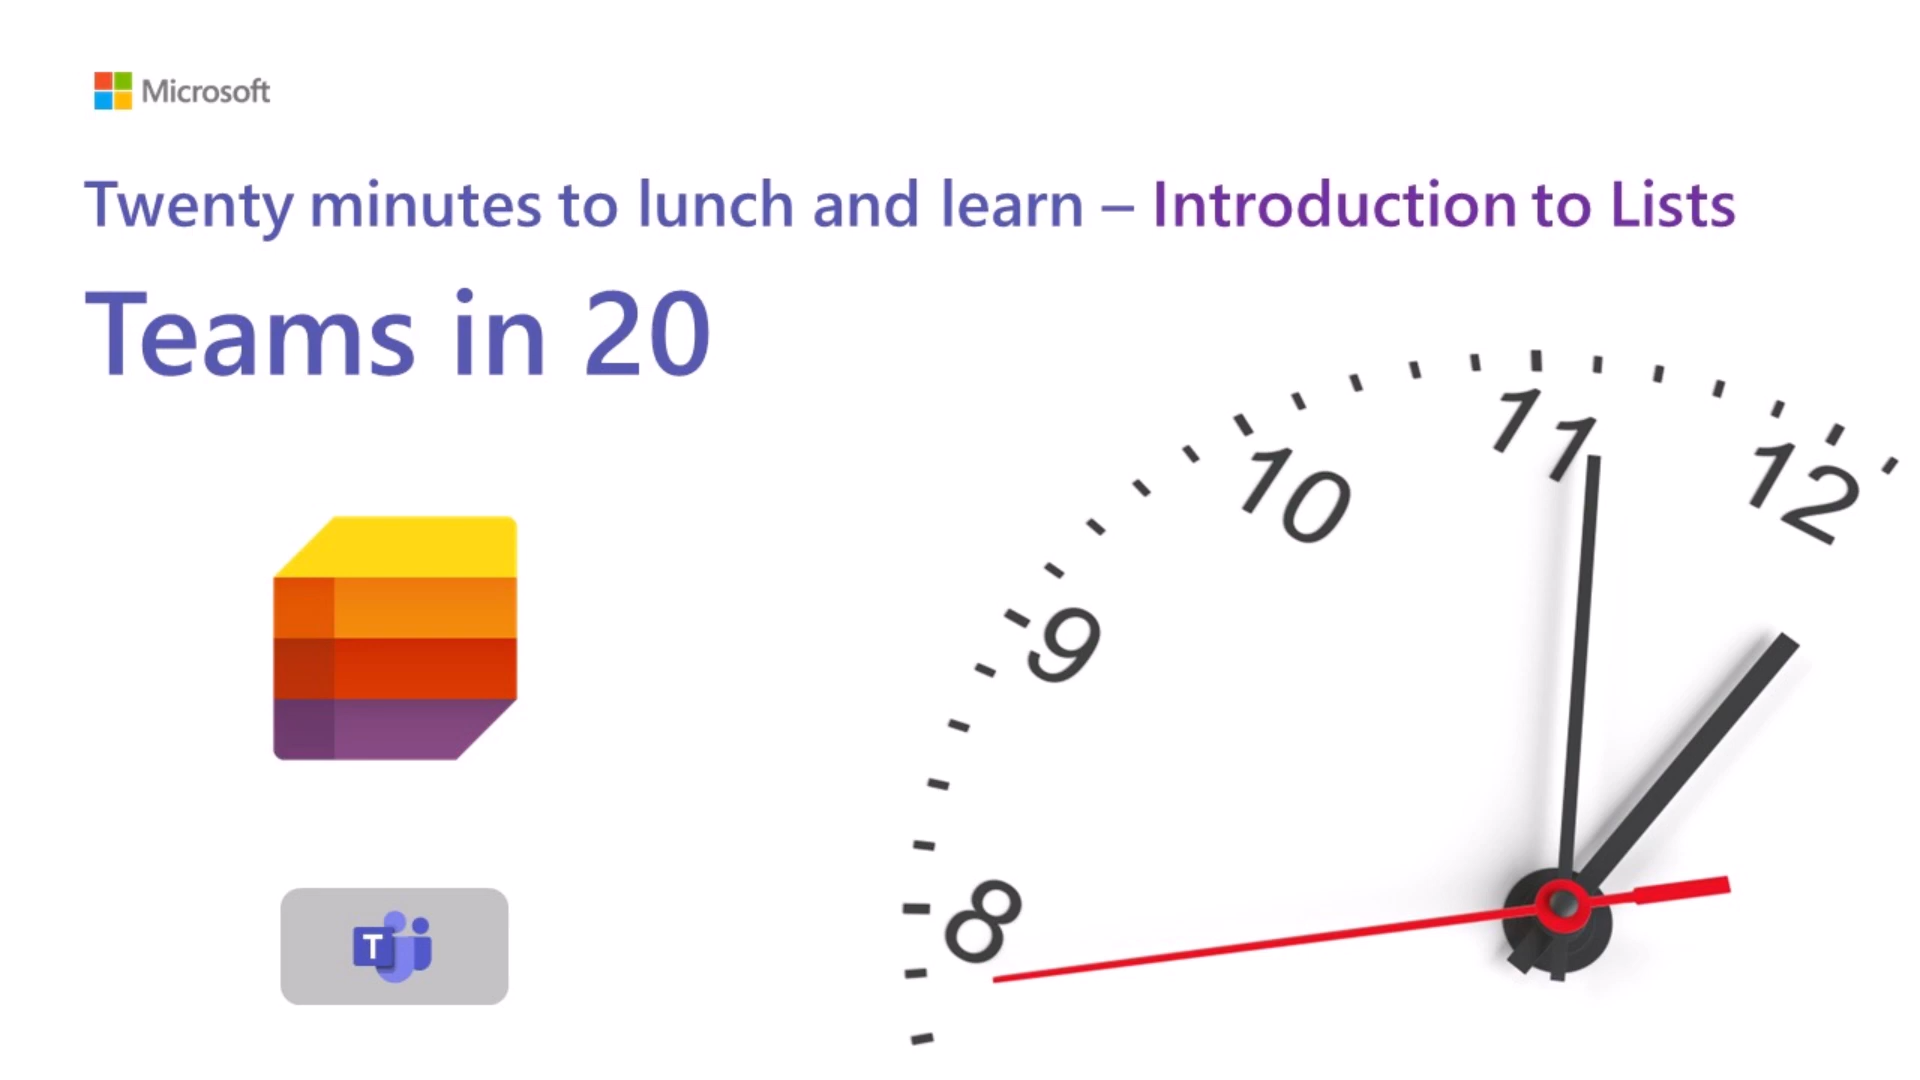 Microsoft
Twenty minutes to lunch and learn – Introduction to Lists
Teams in 20
11
12
10
9
8
T